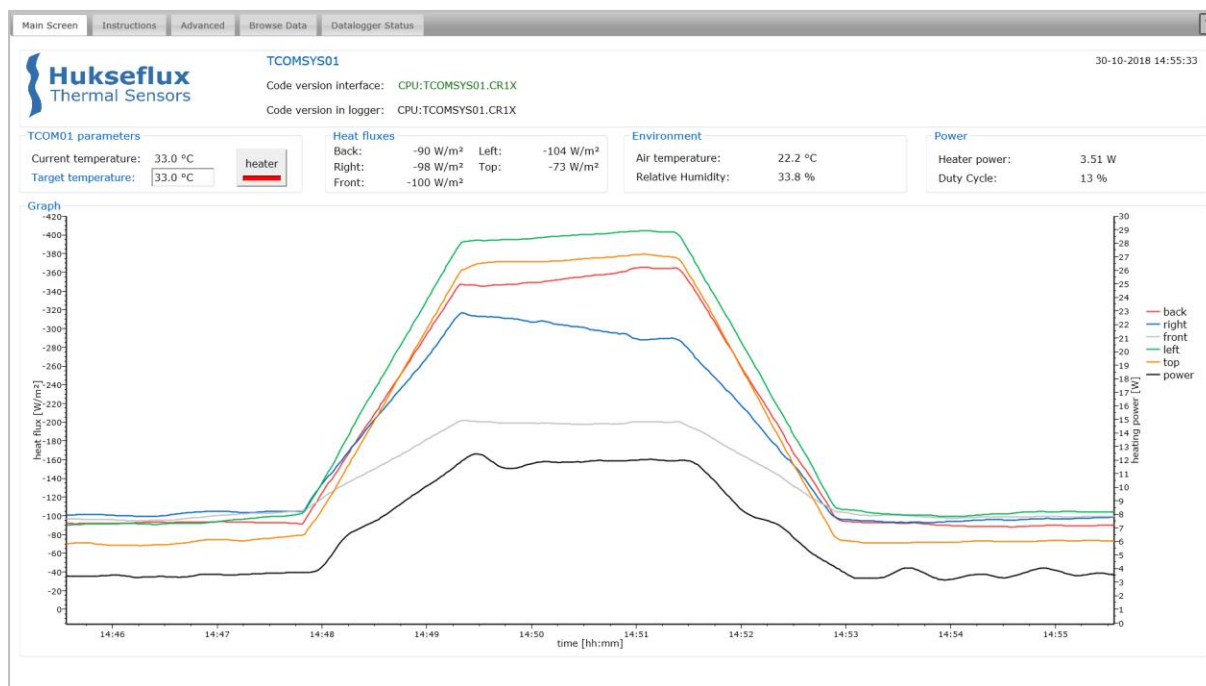 Main Screen Instructions Advanced Browse Data Datalogger Status
Hukseflux
Thermal Sensors
TCOMSYS01
Code version interface: CPU:TCOMSYS01.CR1X
Code version in logger: CPU:TCOMSYS01.CR1X
30-10-2018 14:55:33
TCOM01 parameters
Current temperature: 33.0 °C
Target temperature: 33.0 °C
heater
Heat fluxes
Back: -90 W/m² Left: -104 W/m²
Right: -98 W/m² Top: -73 W/m²
Front: -100 W/m²
Environment
Air temperature: 22.2 °C
Relative Humidity: 33.8 %
Power
Heater power: 3.51 W
Duty Cycle: 13 %
Graph
-420
-400
-380
-360
-340
-320
-300
-280
-260
-240
-220
-200
-180
-160
-140
-120
-100
-80
-60
-40
-20
0
heat flux [W/m²]
30
29
28
27
26
25
24
23
22
21
20
19
18
17
16
15
14
13
12
11
10
9
8
7
6
5
4
3
2
1
0
heating power [W]
back
right
front
left
top
power
14:46 14:47 14:48 14:49 14:50 14:51 14:52 14:53 14:54 14:55
time [hh:mm]